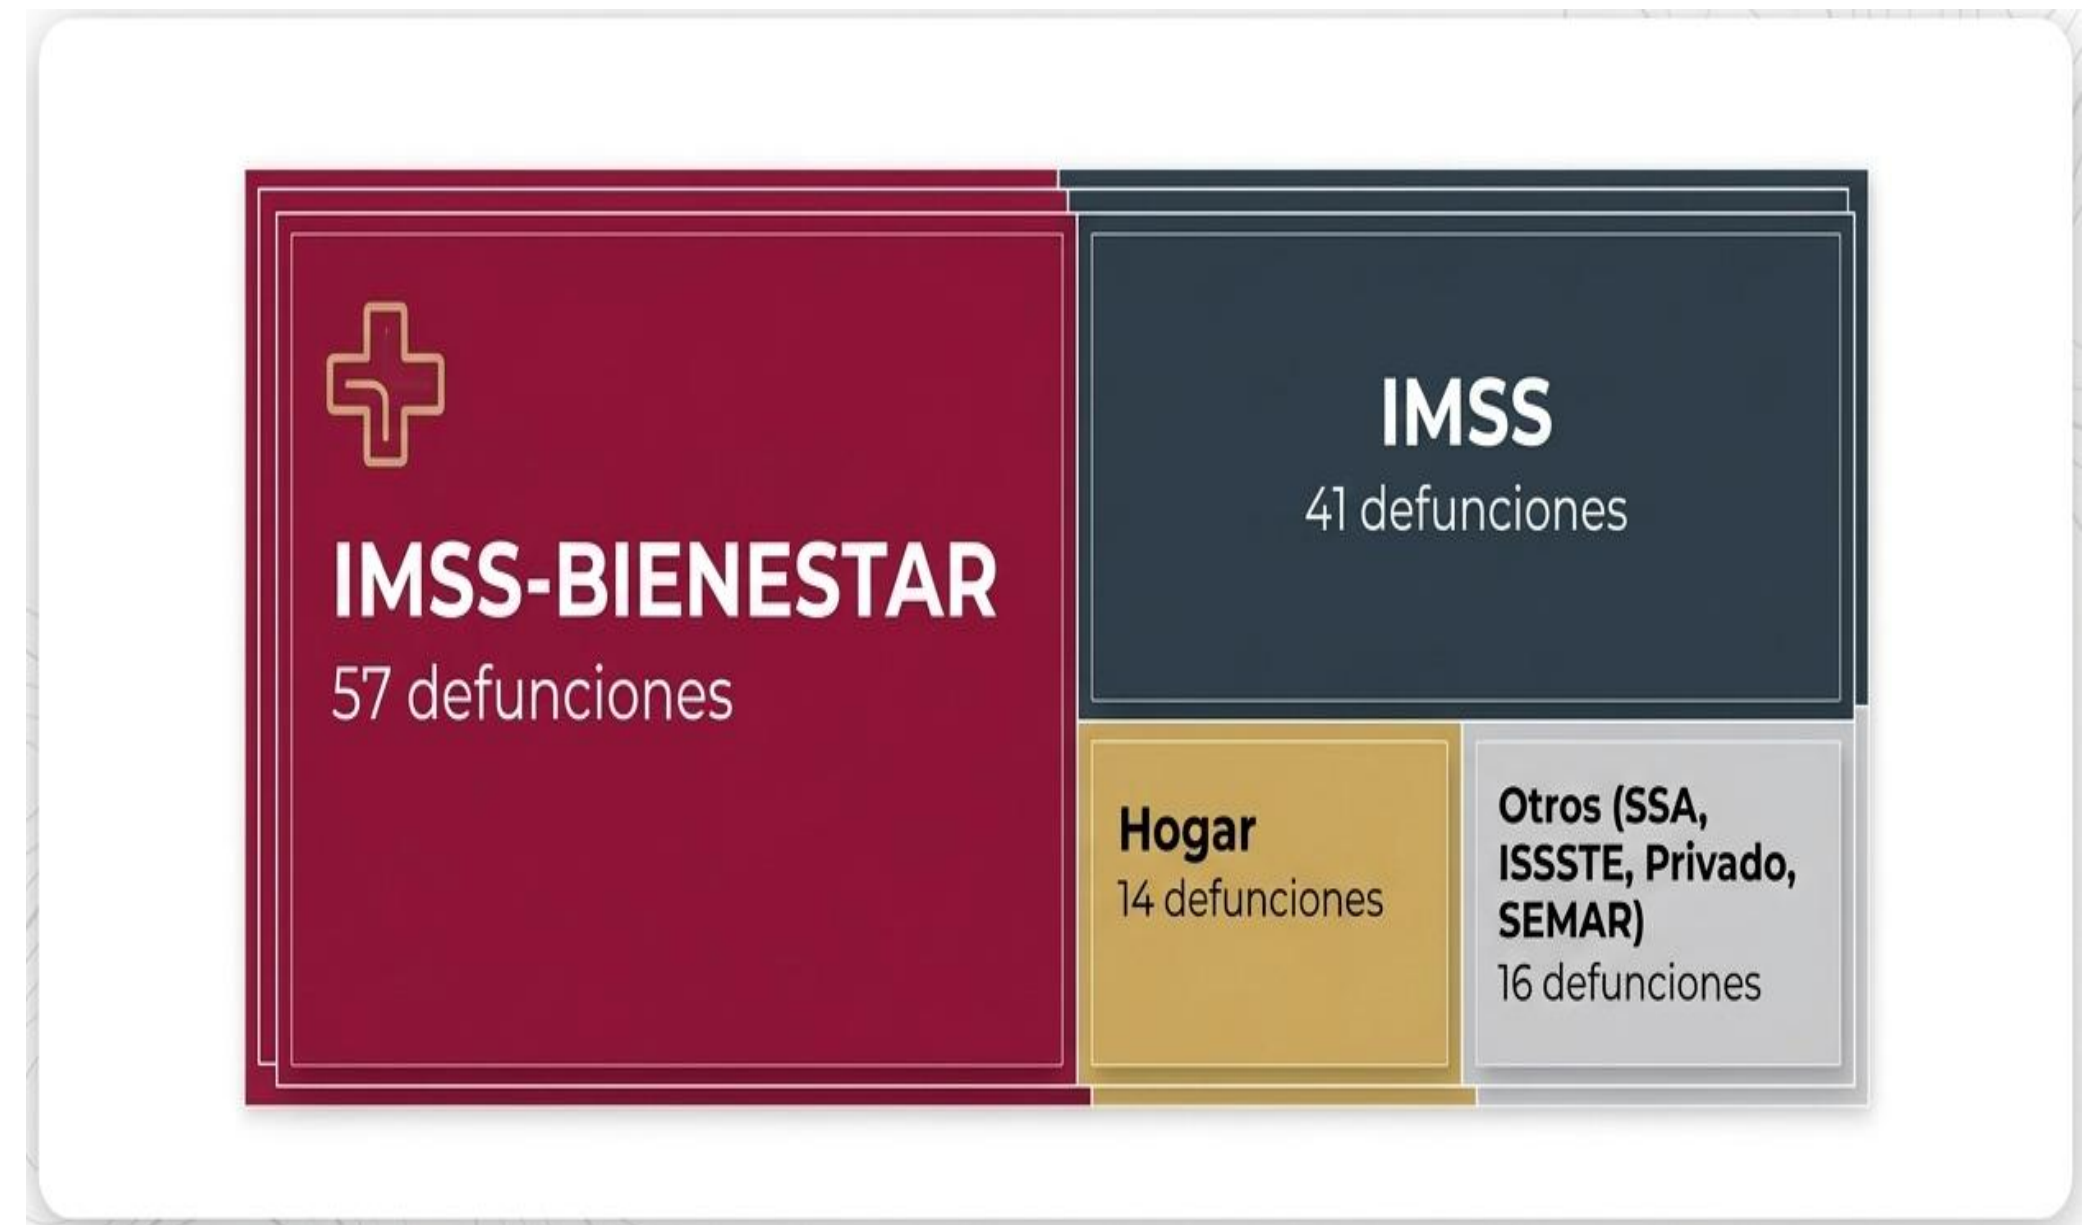 IMSS-BIENESTAR
57 defunciones
IMSS
41 defunciones
Hogar
14 defunciones
Otros (SSA,
ISSSTE, Privado,
SEMAR)
16 defunciones